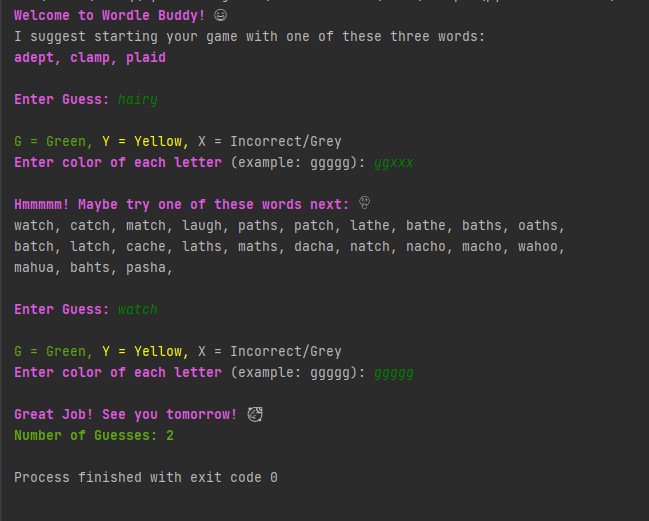 Welcome to Wordle Buddy! 😄
I suggest starting your game with one of these three words:
adept, clamp, plaid
Enter Guess: hairy
G = Green, Y = Yellow, X = Incorrect/Grey
Enter color of each letter (example: ggggg): ygxxx
Hmmmm! Maybe try one of these words next:
watch, catch, match, laugh, paths, patch, lathe, bathe, baths, oaths,
batch, latch, cache, laths, maths, dacha, natch, nacho, macho, wahoo,
mahua, bahts, pasha,
Enter Guess: watch
G = Green, Y = Yellow, X = Incorrect/Grey
Enter color of each letter (example: ggggg): ggggg
Great Job! See you tomorrow!
Number of Guesses: 2
Process finished with exit code 0